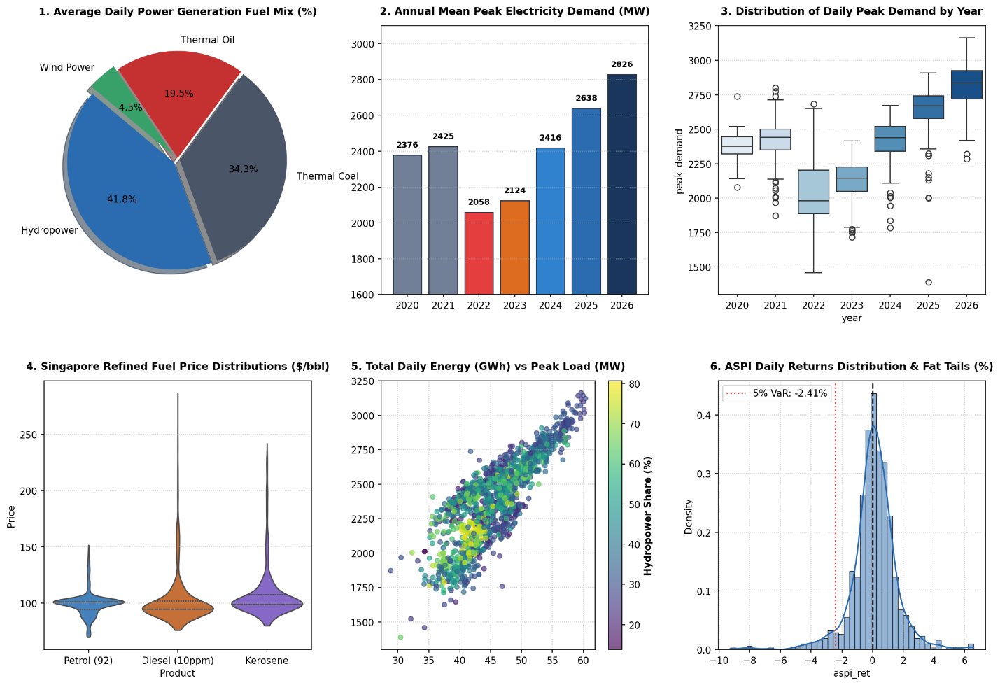 1. Average Daily Power Generation Fuel Mix (%)
Thermal Oil
Wind Power
19.5%
4.5%
34.3%
Thermal Coal
41.8%
Hydropower
2. Annual Mean Peak Electricity Demand (MW)
3000
2800
2600
2400
2200
2000
1800
1600
2376
2425
2058
2124
2416
2638
2826
2020 2021 2022 2023 2024 2025 2026
3. Distribution of Daily Peak Demand by Year
peak_demand
3250
3000
2750
2500
2250
2000
1750
1500
2020 2021 2022 2023 2024 2025 2026
year
4. Singapore Refined Fuel Price Distributions ($/bbl)
Price
250
200
150
100
Petrol (92) Diesel (10ppm) Kerosene
Product
5. Total Daily Energy (GWh) vs Peak Load (MW)
3250
3000
2750
2500
2250
2000
1750
1500
30 35 40 45 50 55 60
80
70
60
50
40
30
20
Hydropower Share (%)
6. ASPI Daily Returns Distribution & Fat Tails (%)
5% VaR: -2.41%
Density
0.4
0.3
0.2
0.1
0.0
−10 −8 −6 −4 −2 0 2 4 6
aspi_ret